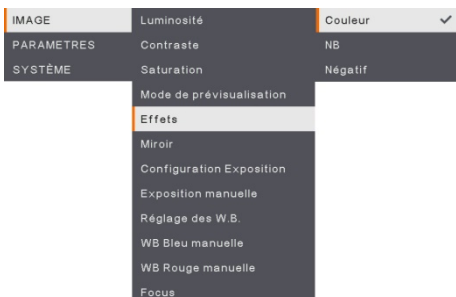 IMAGE
PARAMETRES
SYSTÈME
Luminosité
Contraste
Saturation
Mode de prévisualisation
Effets
Miroir
Configuration Exposition
Exposition manuelle
Réglage des W.B.
WB Bleu manuelle
WB Rouge manuelle
Focus
Couleur
NB
Négatif